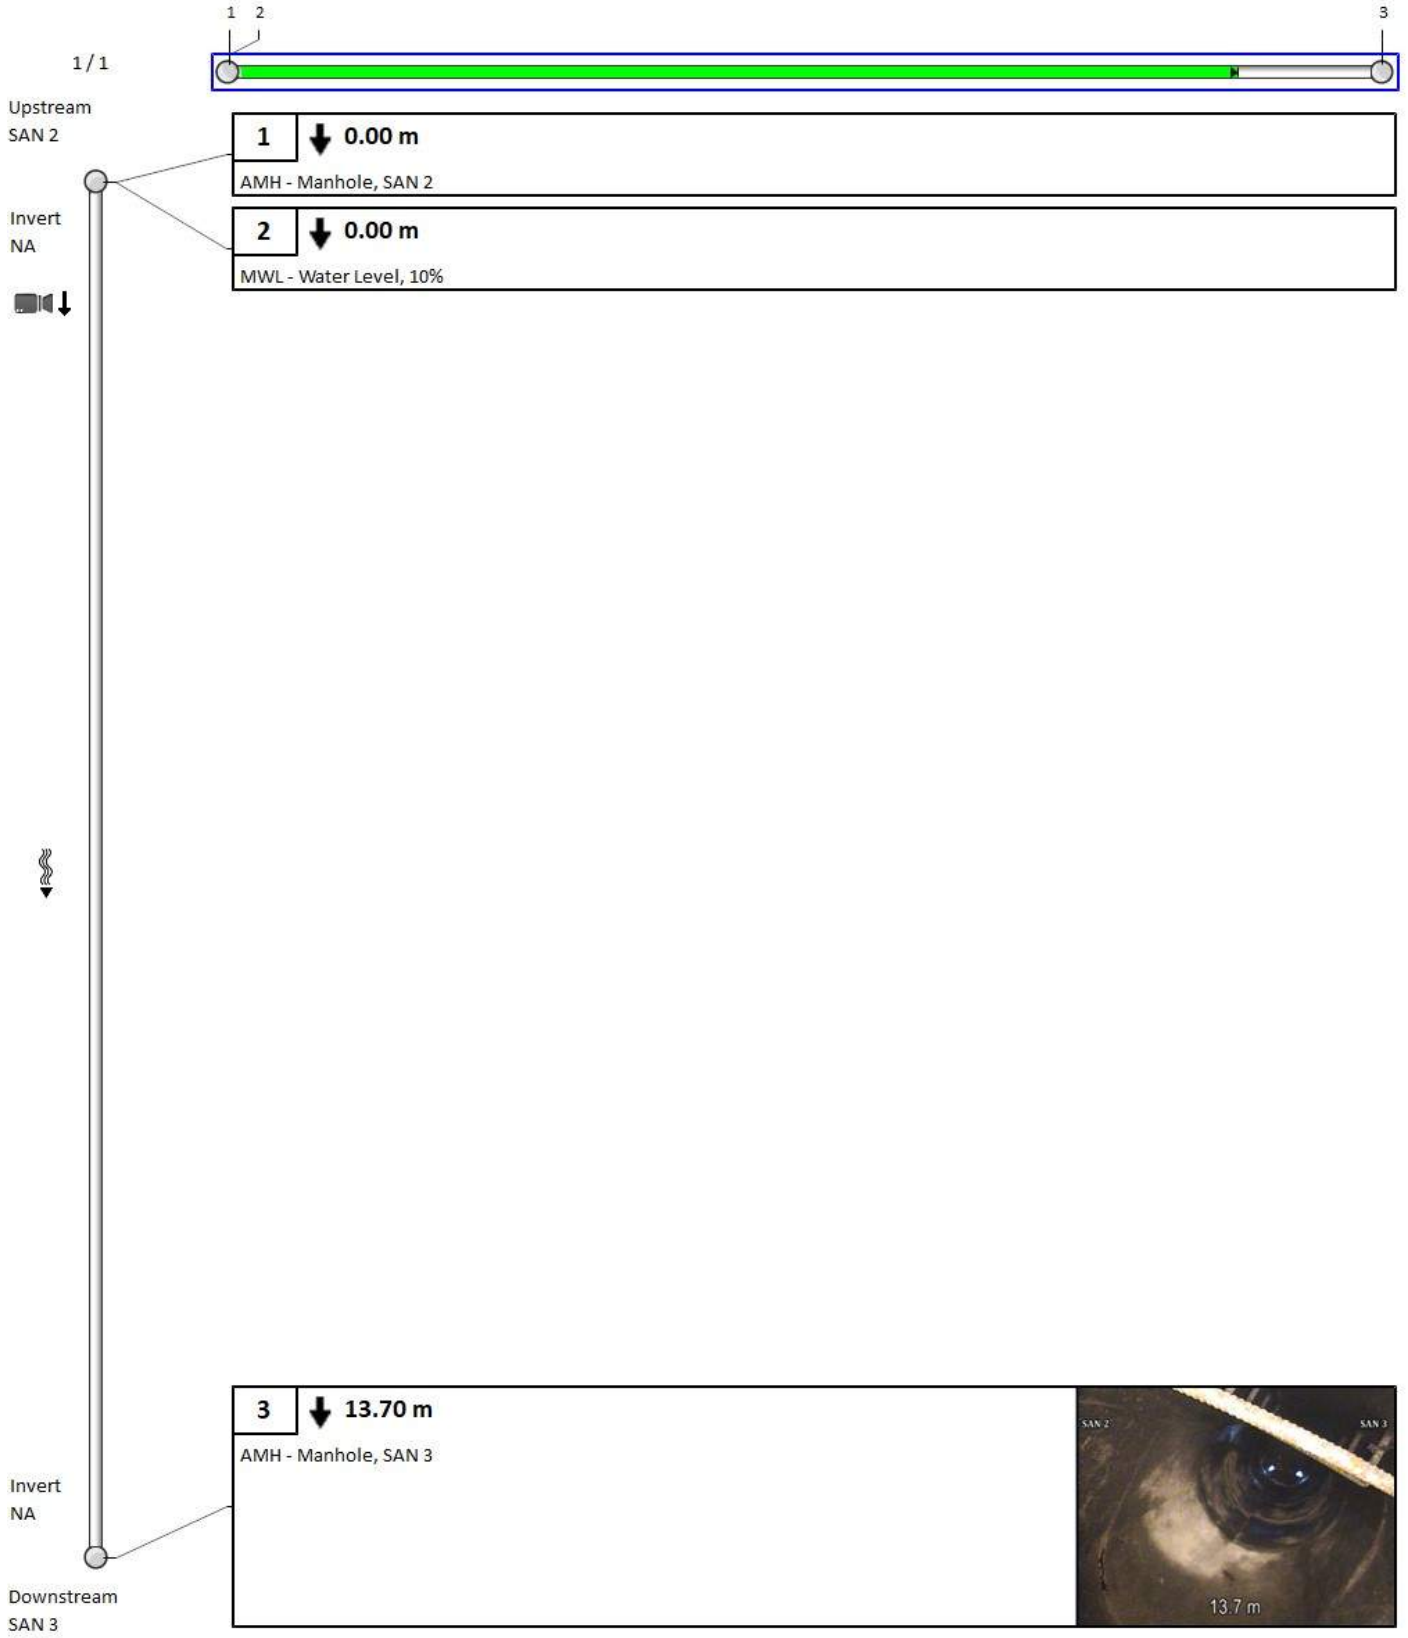 1 2 3
1 / 1
Upstream
SAN 2
1 0.00 m
AMH - Manhole, SAN 2
Invert
NA
2 0.00 m
MWL - Water Level, 10%
3 13.70 m
AMH - Manhole, SAN 3
SAN 2 SAN 3
13.7 m
Invert
NA
Downstream
SAN 3